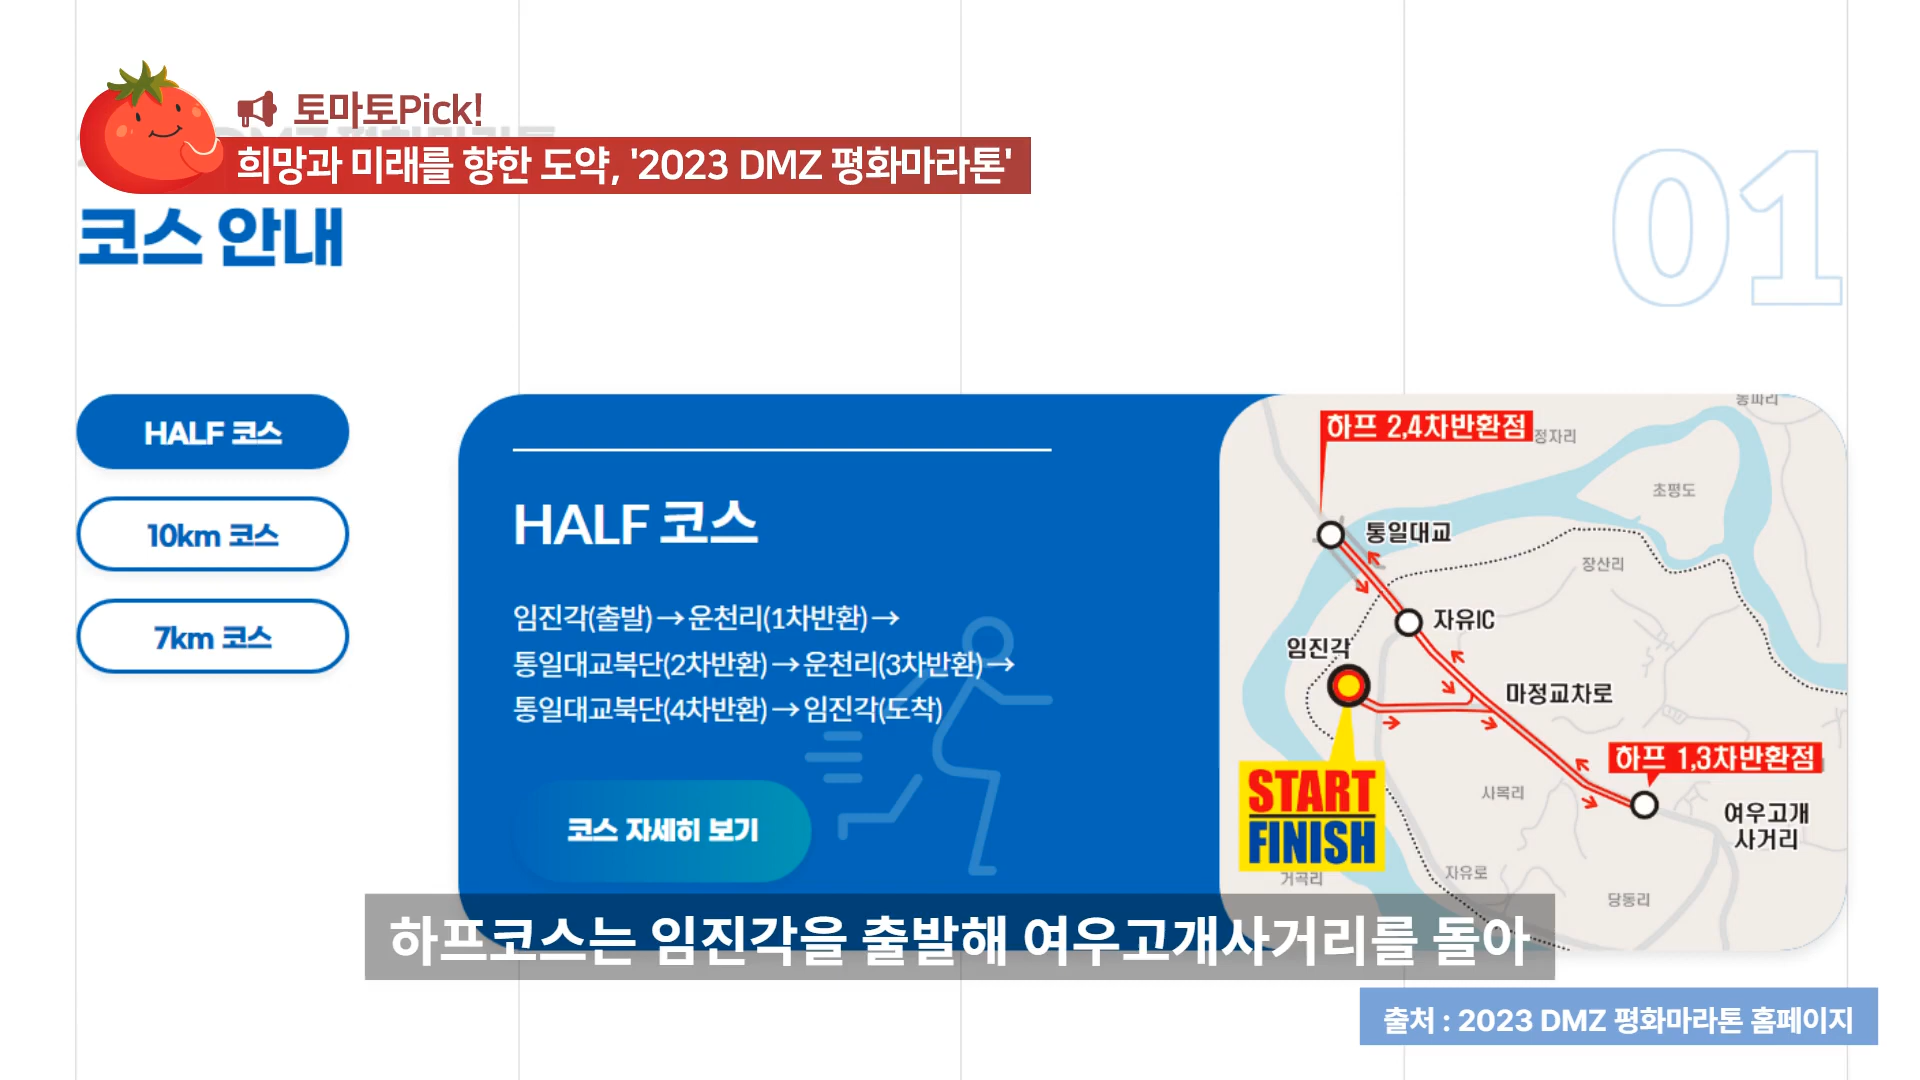 토마토Pick!
희망과 미래를 향한 도약, '2023 DMZ 평화마라톤'
코스 안내
01
HALF 코스
10km 코스
7km 코스
HALF 코스
임진각(출발)→운천리(1차반환)→
통일대교북단(2차반환)→운천리(3차반환)→
통일대교북단(4차반환)→임진각(도착)
코스 자세히 보기
하프 2,4차반환점
정자리
초평도
통일대교
장산리
자유IC
임진각
마정교차로
하프 1,3차반환점
START
FINISH
사목리
여우고개
사거리
거곡리
자유로
당동리
하프코스는 임진각을 출발해 여우고개사거리를 돌아
출처 : 2023 DMZ 평화마라톤 홈페이지